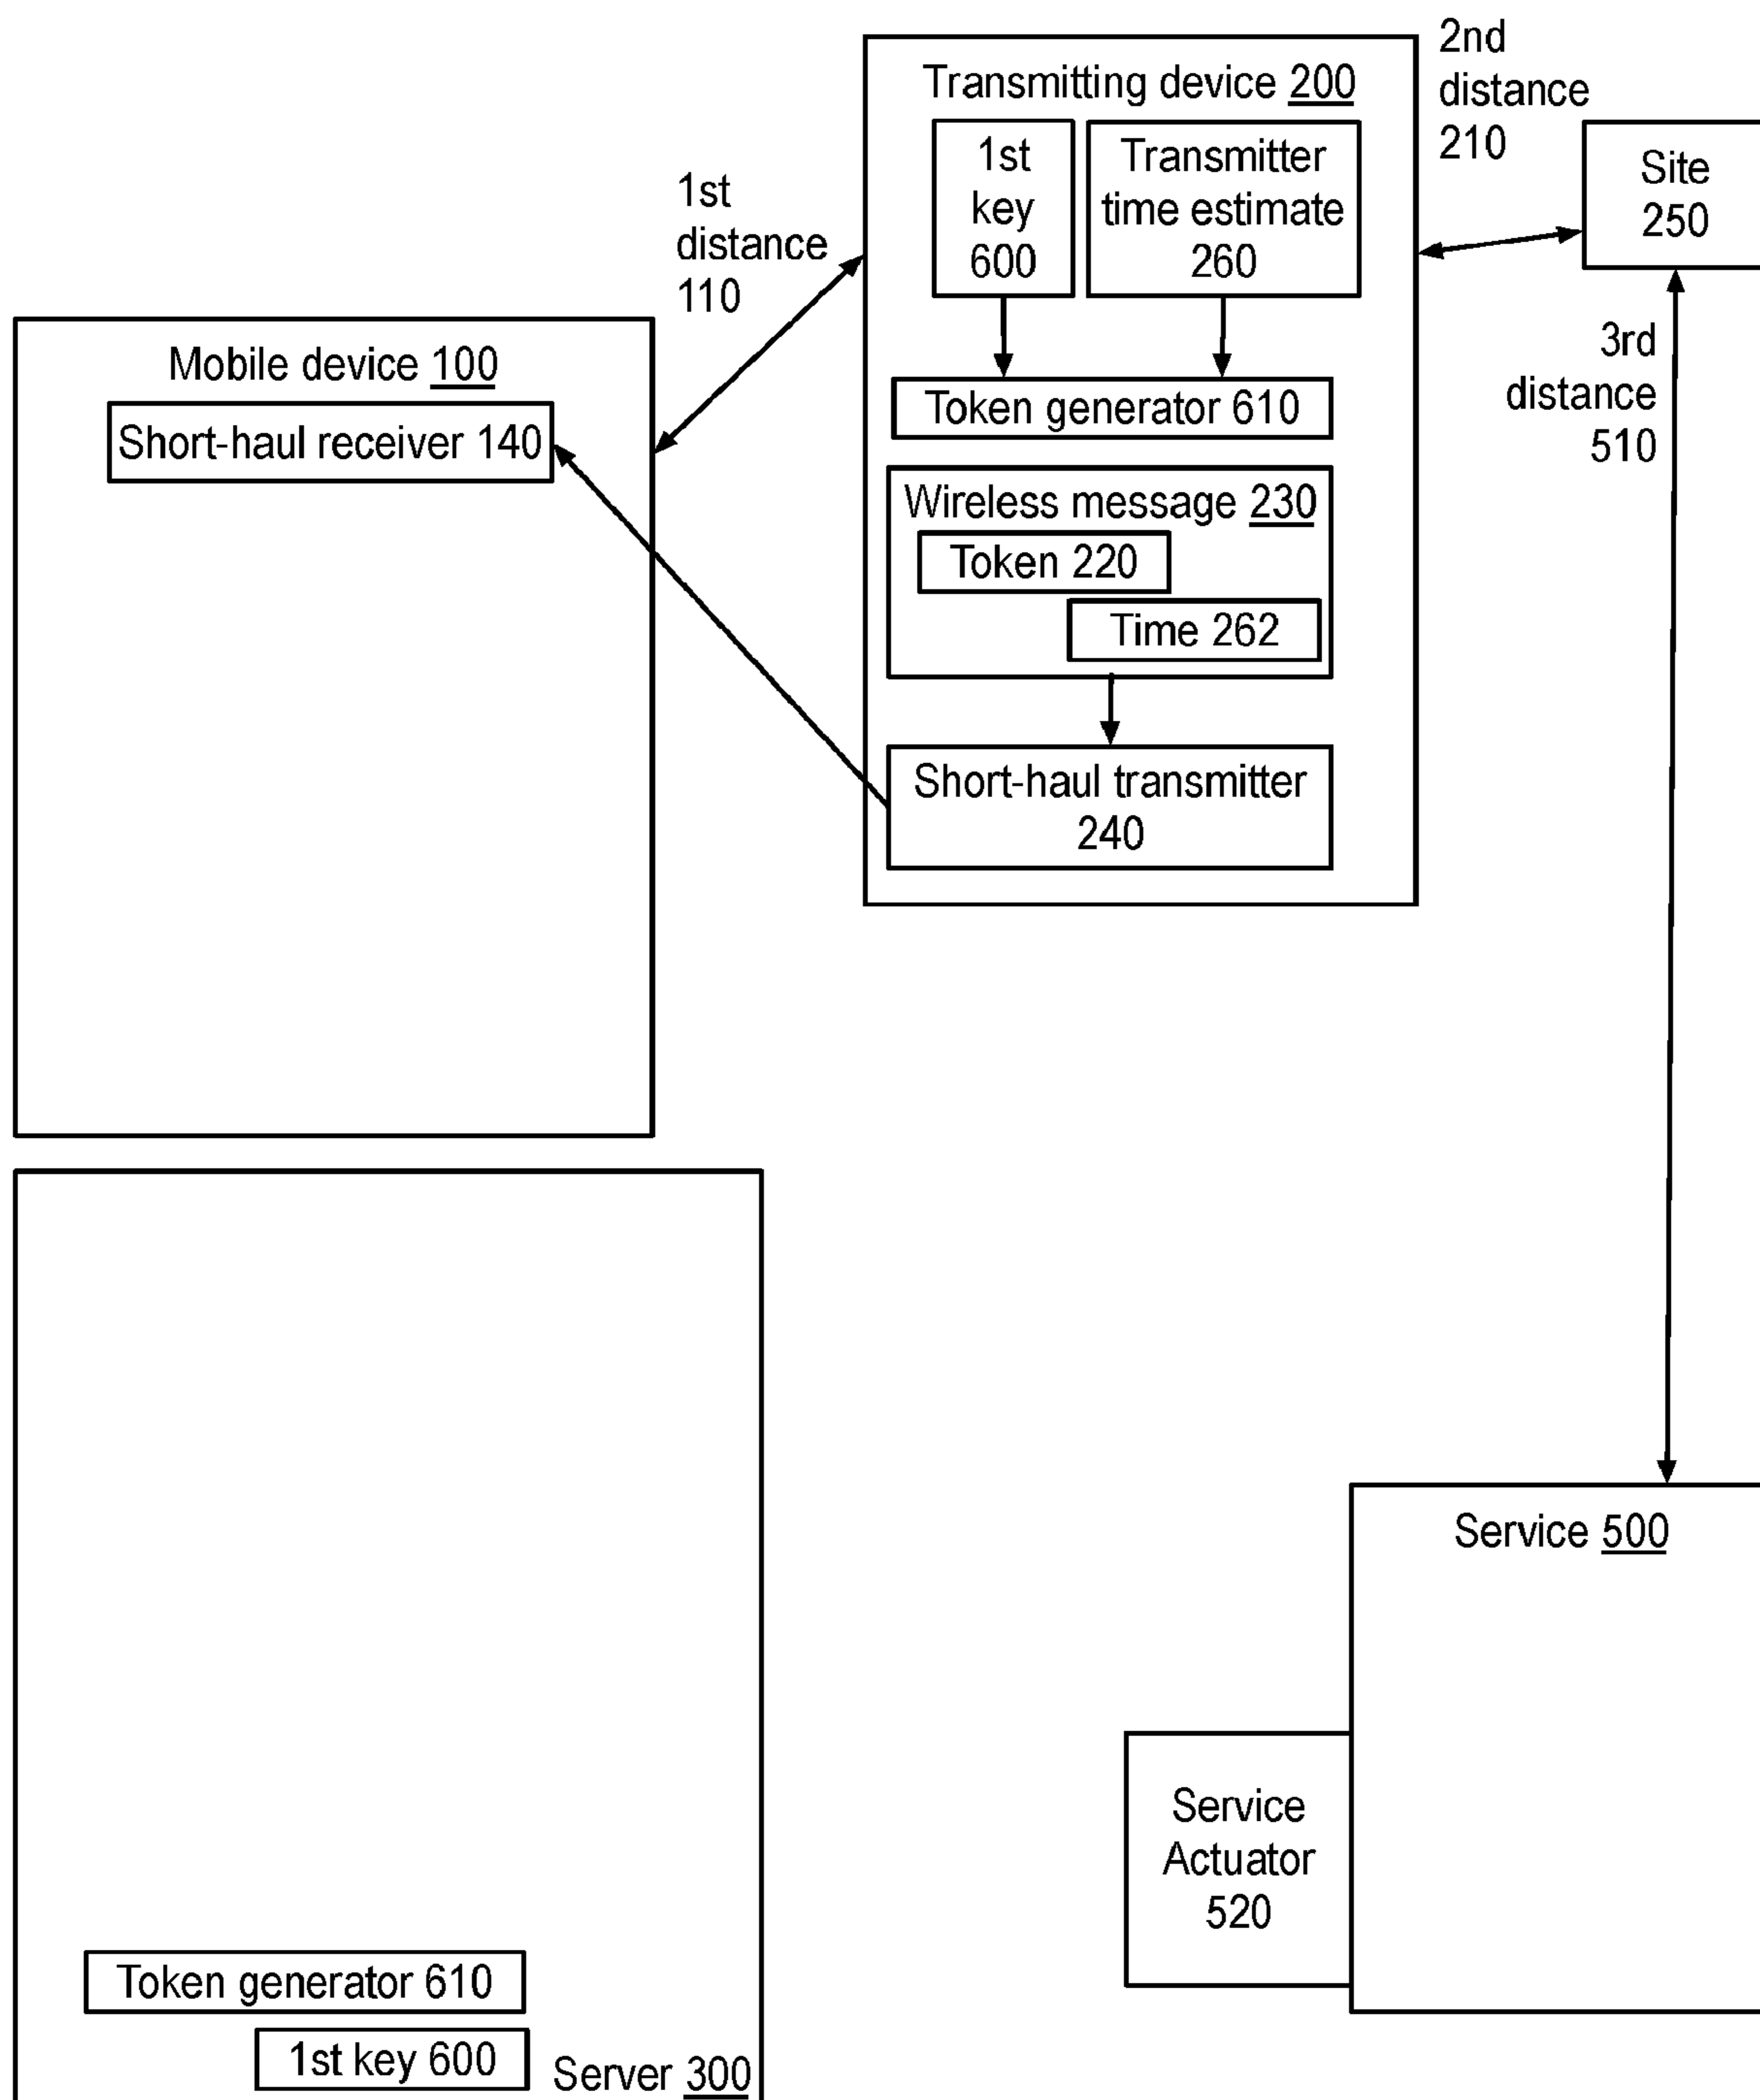 Transmitting device 200
1st
key
600
Transmitter
time estimate
260
2nd
distance
210
Site
250
1st
distance
110
3rd
distance
510
Mobile device 100
Short-haul receiver 140
Token generator 610
Wireless message 230
Token 220
Time 262
Short-haul transmitter
240
Service 500
Service
Actuator
520
Token generator 610
1st key 600
Server 300